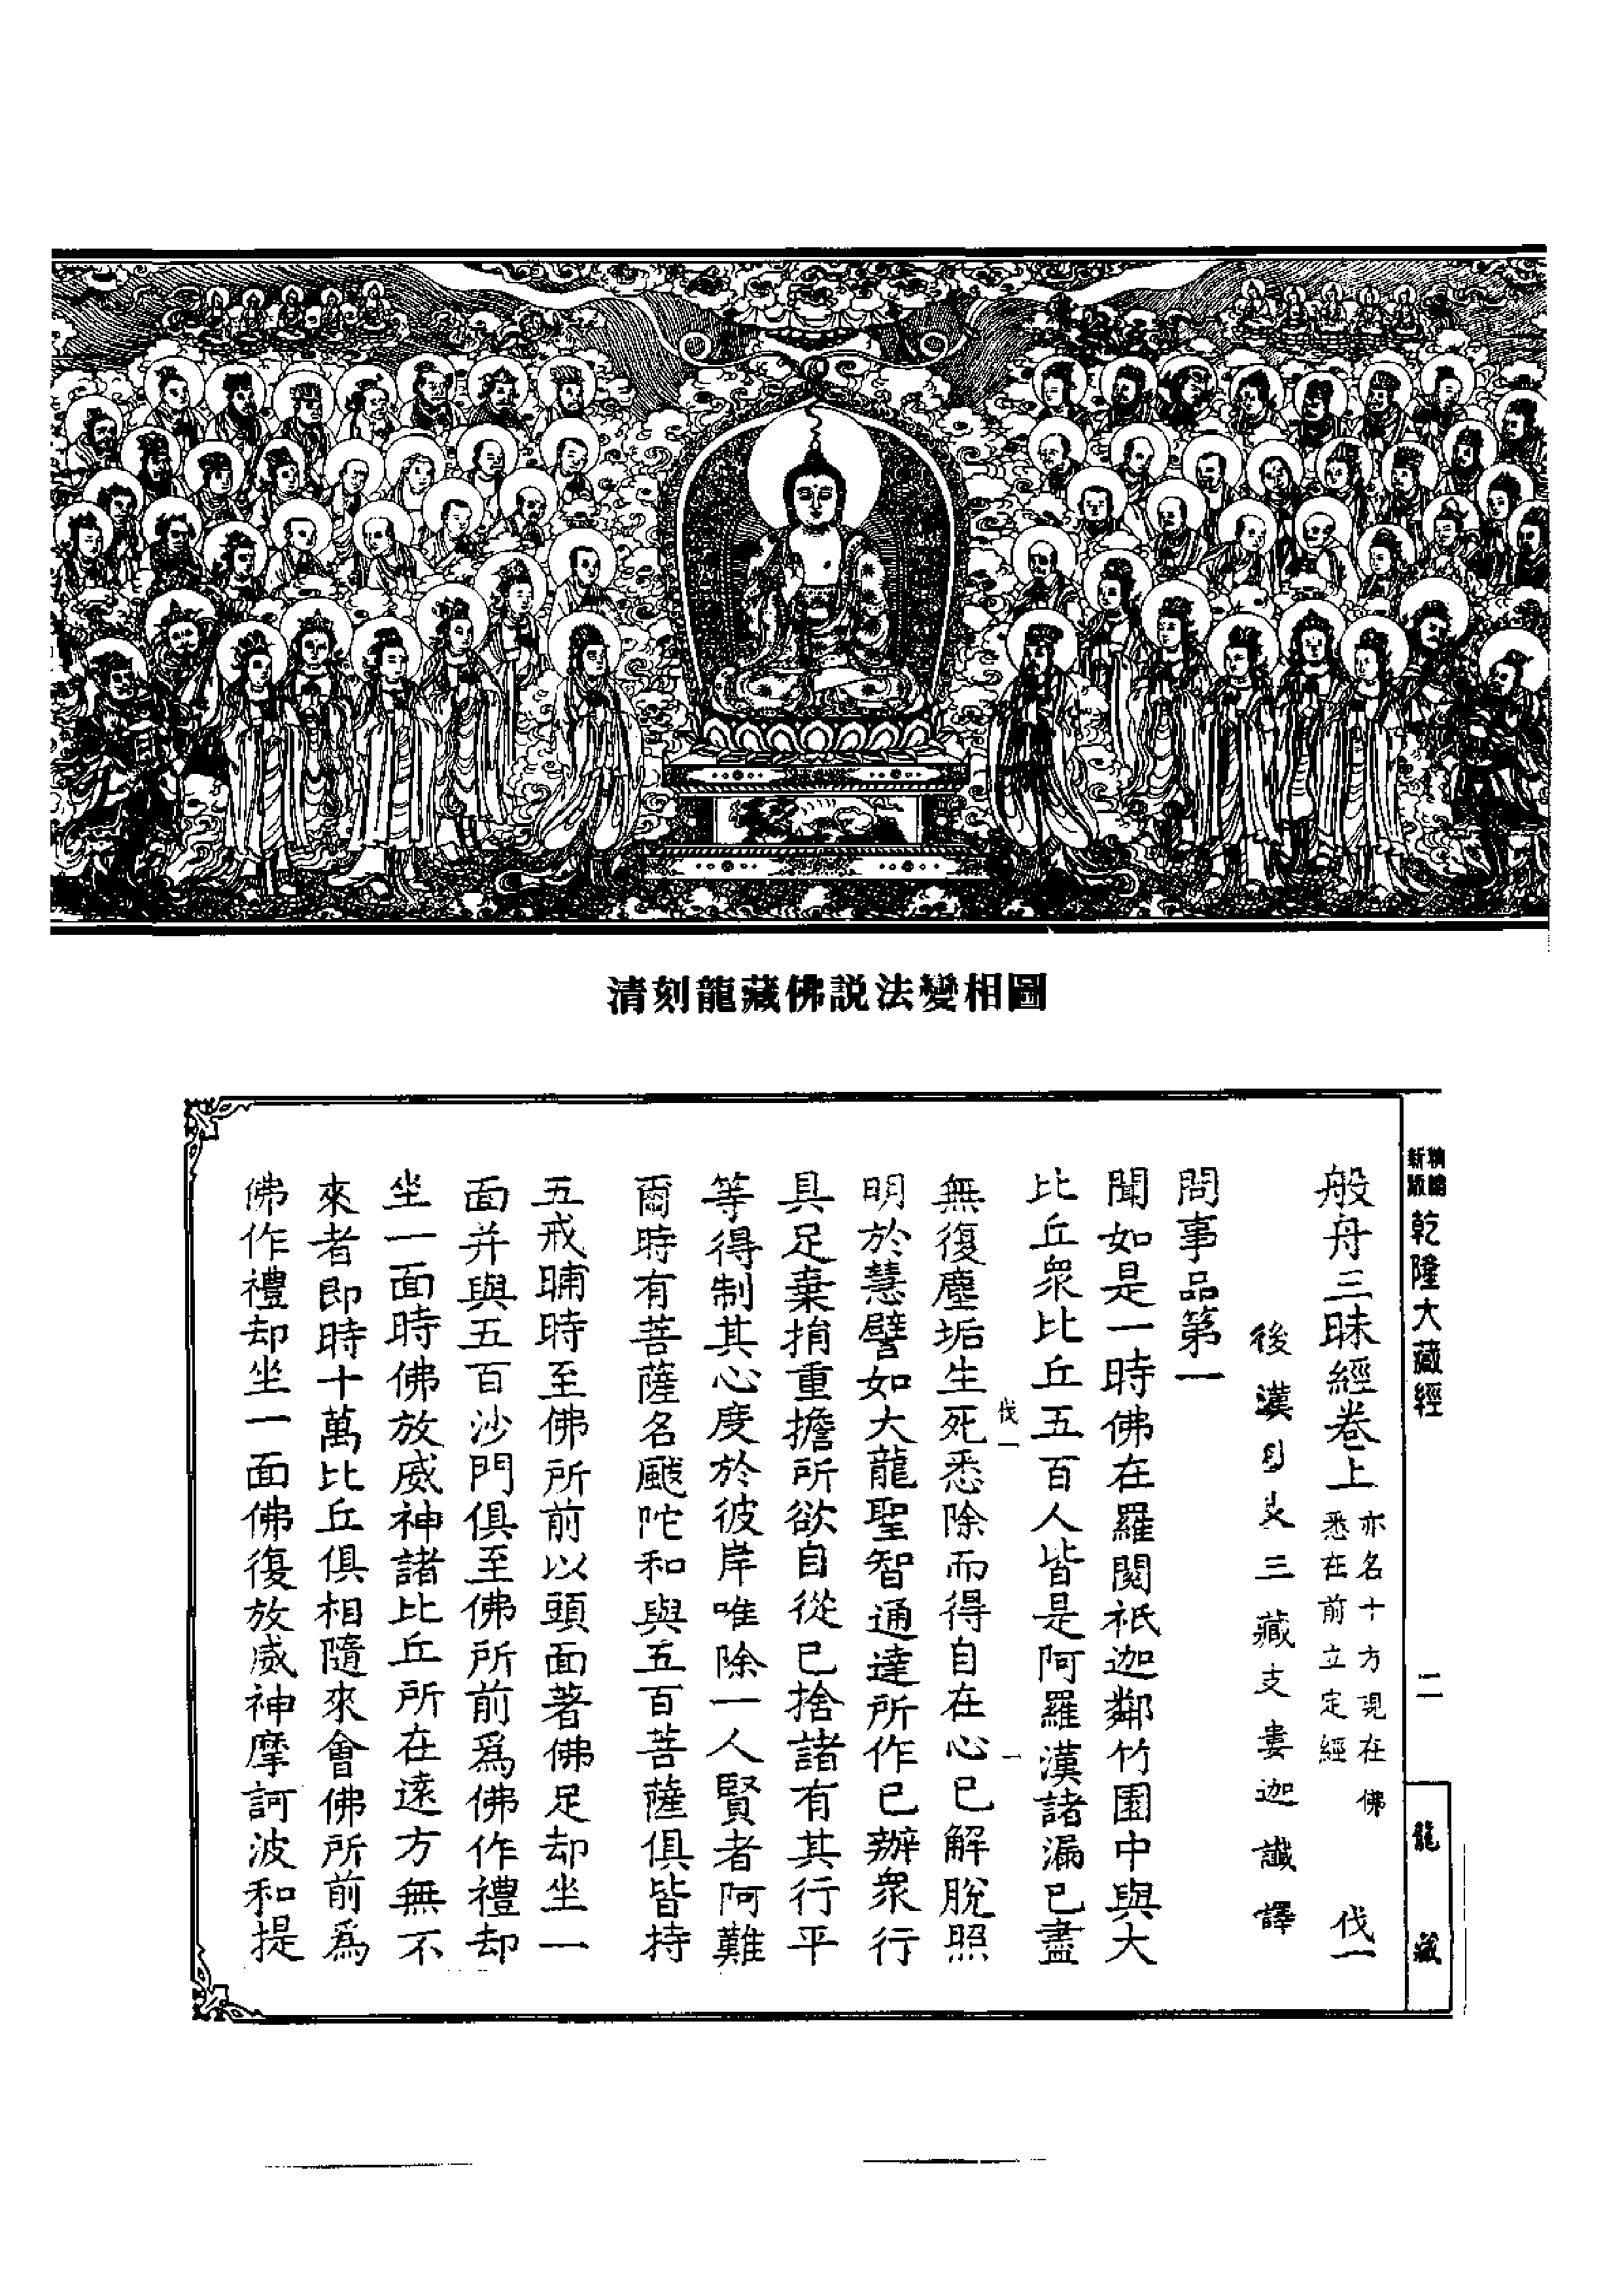 清刻龍藏佛説法變相圖
新版
精縮
乾隆大藏經
二
龍藏
般舟三昧經卷上
亦名十方現在佛
悉在前立定經
伐一
後漢月支三藏支婁迦讖譯
問事品第一
聞如是一時佛在羅閱祇迦鄰竹園中與大
比丘衆比丘五百人皆是阿羅漢諸漏已盡
伐一
一
無復塵垢生死悉除而得自在心已解脫照
明於慧譬如大龍聖智通達所作已辦衆行
具足棄捐重擔所欲自從已捨諸有其行平
等得制其心度於彼岸唯除一人賢者阿難
爾時有菩薩名颰陀和與五百菩薩俱皆持
五戒晡時至佛所前以頭面著佛足却坐一
面并與五百沙門俱至佛所前爲佛作禮却
坐一面時佛放威神諸比丘所在遠方無不
來者即時十萬比丘俱相隨來會佛所前爲
佛作禮却坐一面佛復放威神摩訶波和提